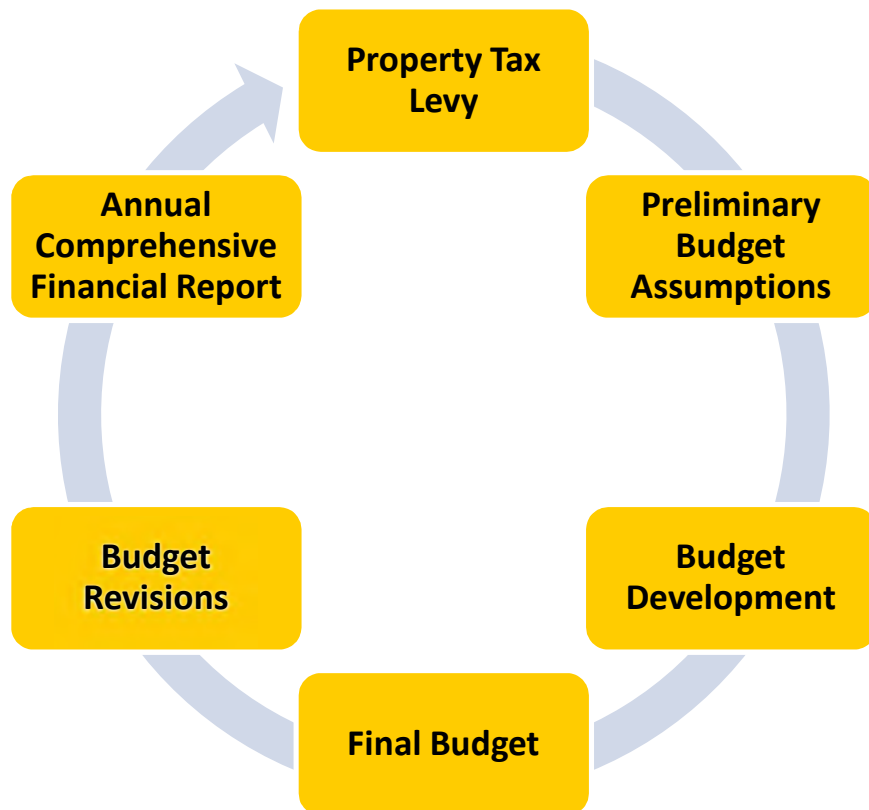 Property Tax
Levy
Preliminary
Budget
Assumptions
Budget
Development
Final Budget
Budget
Revisions
Annual
Comprehensive
Financial Report